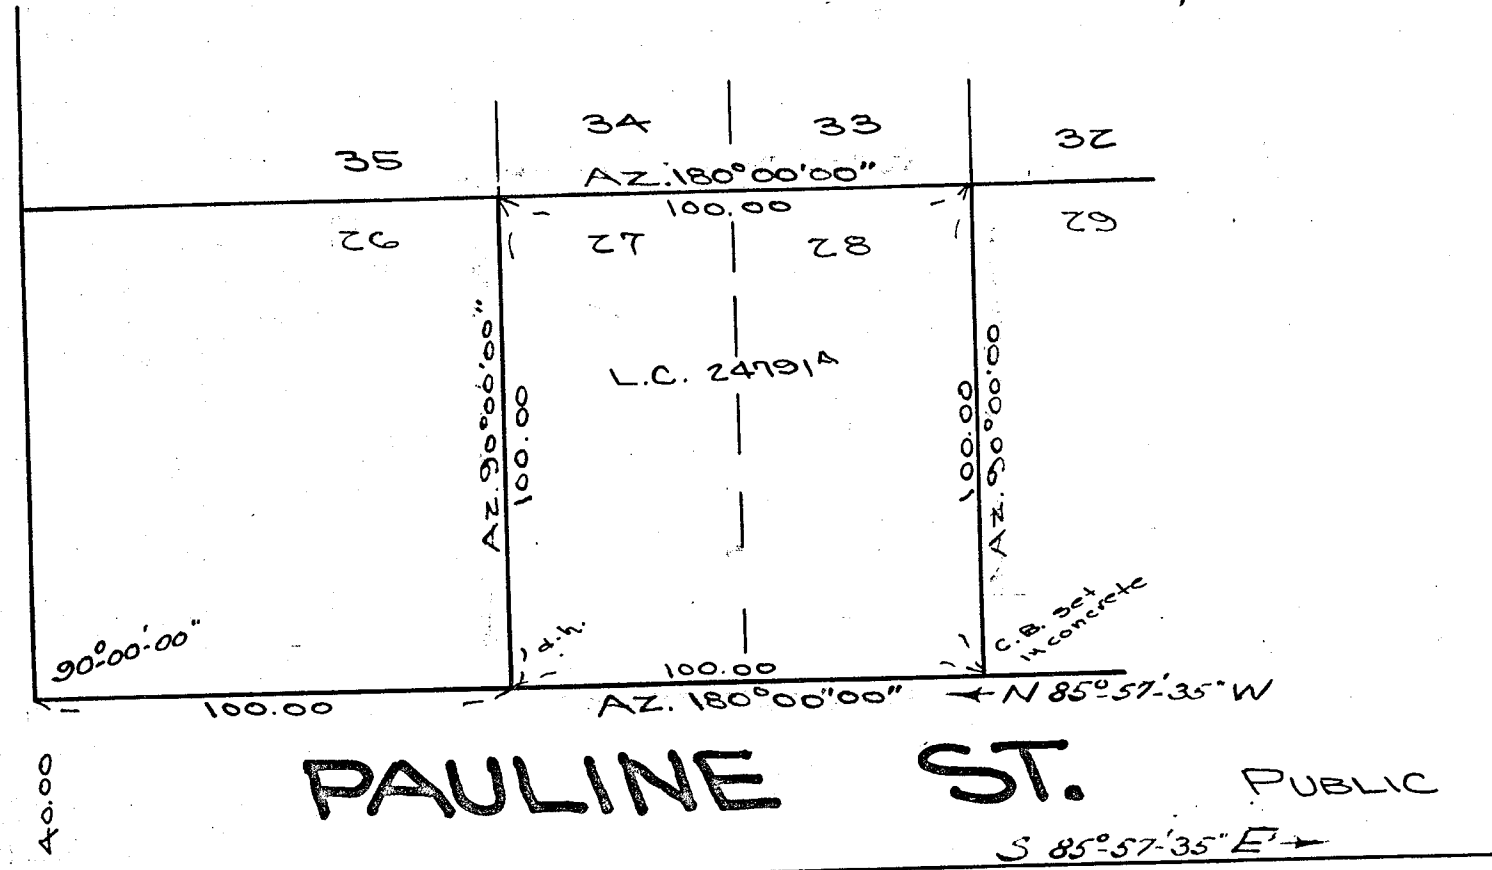 34
33
32
35
AZ. 180°00'00"
100.00
26
27
28
29
AZ. 90°00'00"
100.00
L.C. 24791A
100.00
AZ. 90°00'00
90°-00'-00"
d.h.
C.B. set
in concrete
100.00
100.00
AZ. 180°00"00"
N 85°-57'-35" W
40.00
PAULINE ST.
PUBLIC
S 85°-57'-35" E